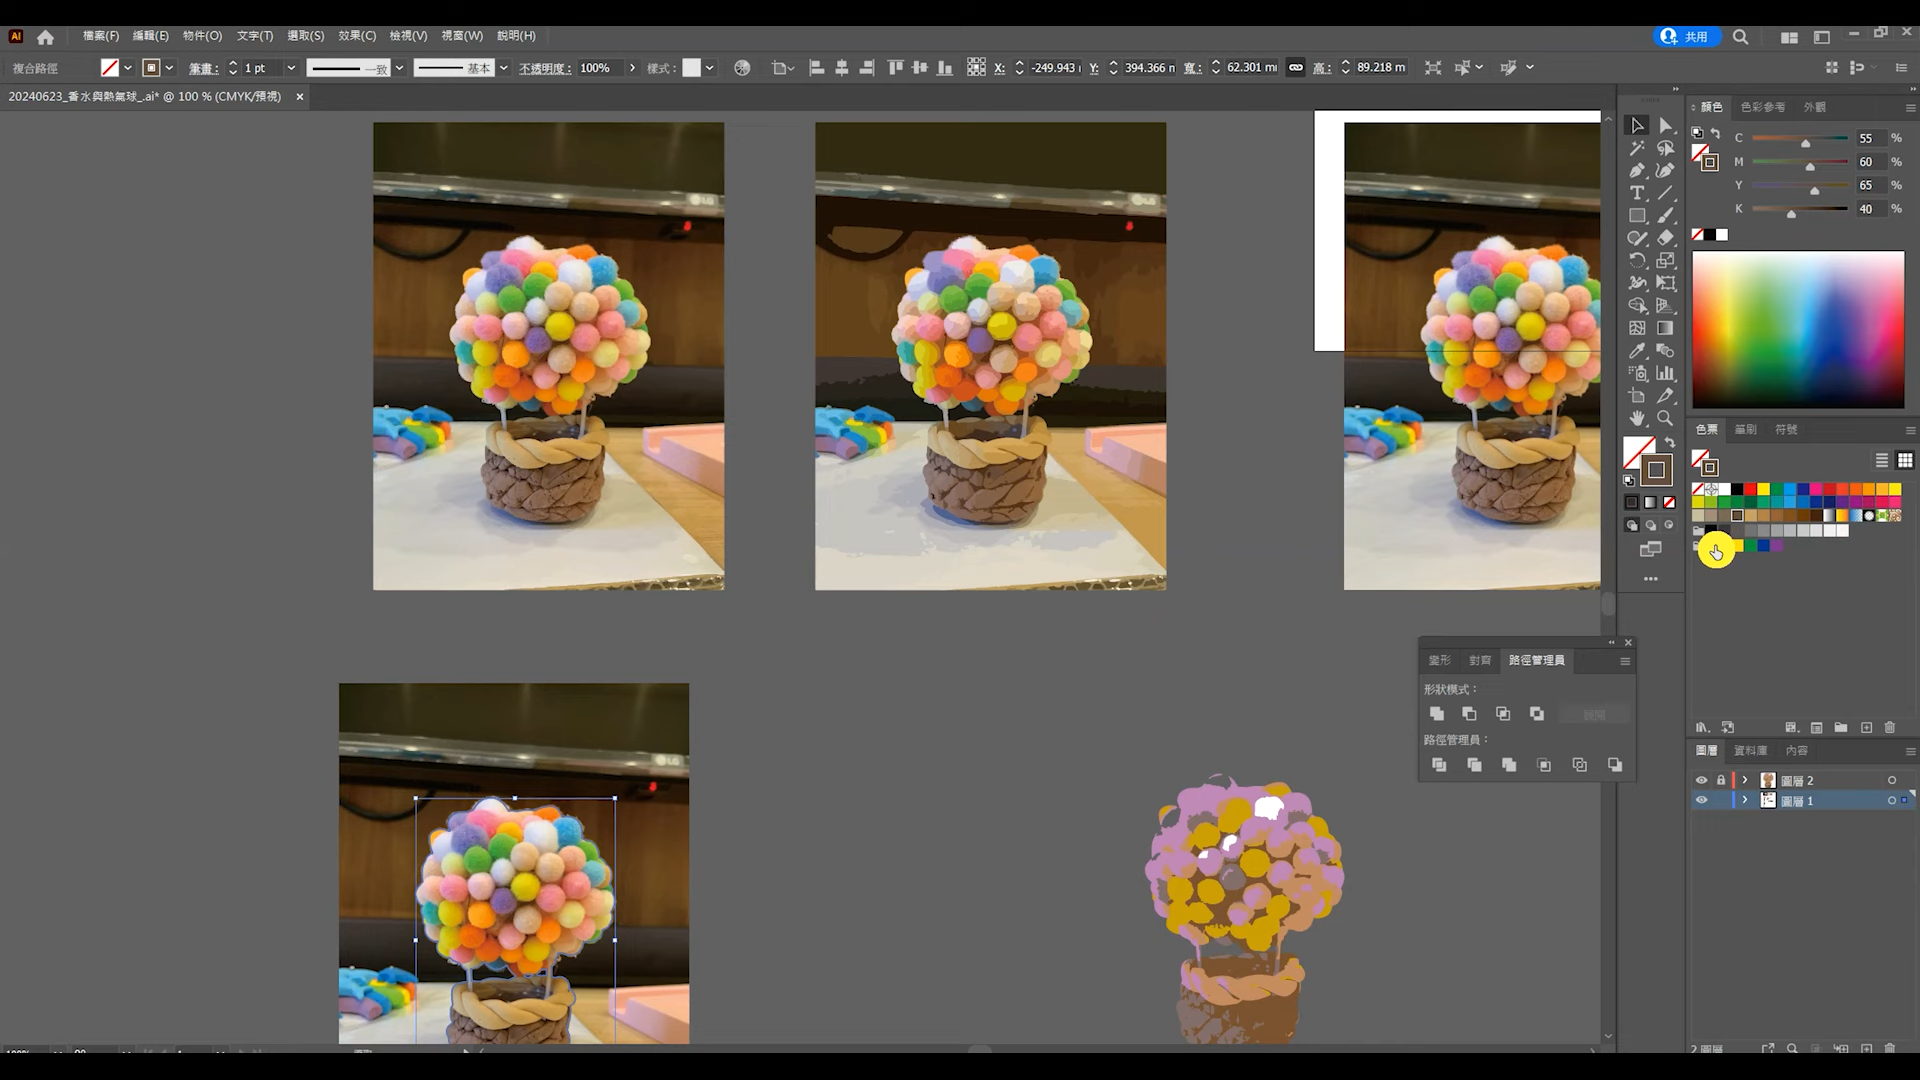 Ai 檔案(F) 編輯(E) 物件(O) 文字(T) 選取(S) 效果(C) 檢視(V) 視窗(W) 說明(H) 共用
複合路徑 筆畫： 1 pt 一致 基本 不透明度： 100% 樣式： X: -249.943 Y: 394.366 n 寬： 62.301 mi 高： 89.218 m
20240623_香水與熱氣球_.ai* @ 100 % (CMYK/預視) ×
顏色 色彩參考 外觀
C 55 %
M 60 %
Y 65 %
K 40 %
LG
LG
色票 筆刷 符號
變形 對齊 路徑管理員
形狀模式：
路徑管理員：
圖層 資料庫 內容
圖層 2
圖層 1
LG
2 圖層